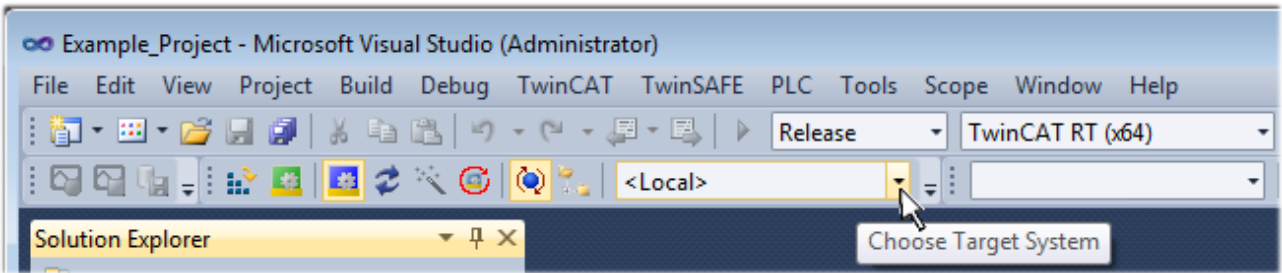 Example_Project - Microsoft Visual Studio (Administrator)
File Edit View Project Build Debug TwinCAT TwinSAFE PLC Tools Scope Window Help
Release TwinCAT RT (x64)
<Local>
Solution Explorer
Choose Target System